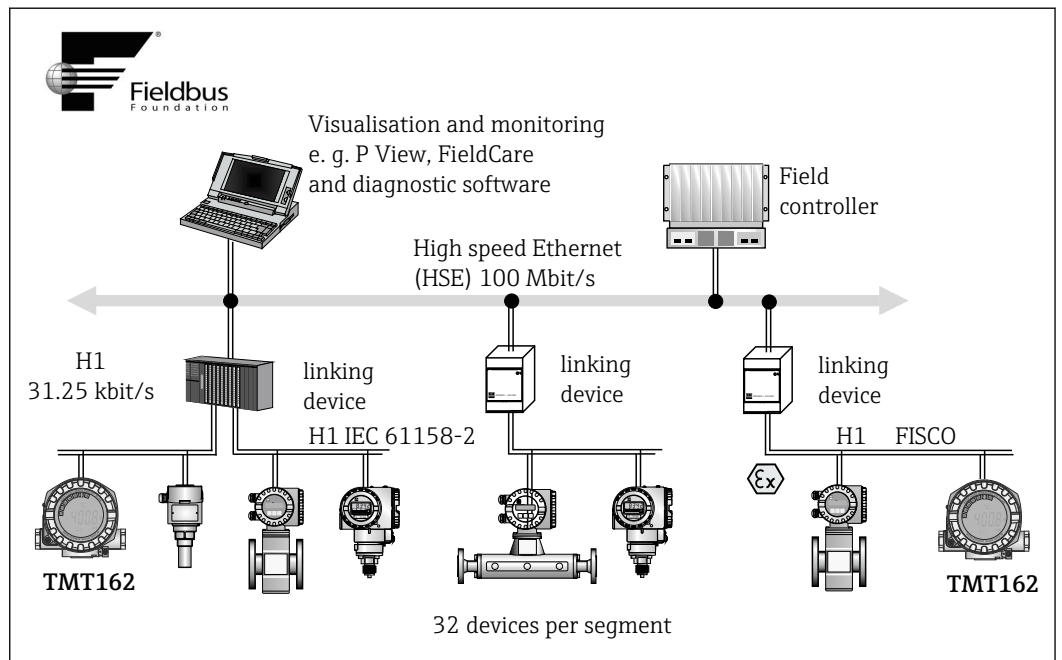 Fieldbus
Foundation
®
Visualisation and monitoring
e. g. P View, FieldCare
and diagnostic software
Field
controller
High speed Ethernet
(HSE) 100 Mbit/s
H1
31.25 kbit/s
linking
device
linking
device
linking
device
H1 IEC 61158-2
H1 FISCO
εx
TMT162
TMT162
32 devices per segment